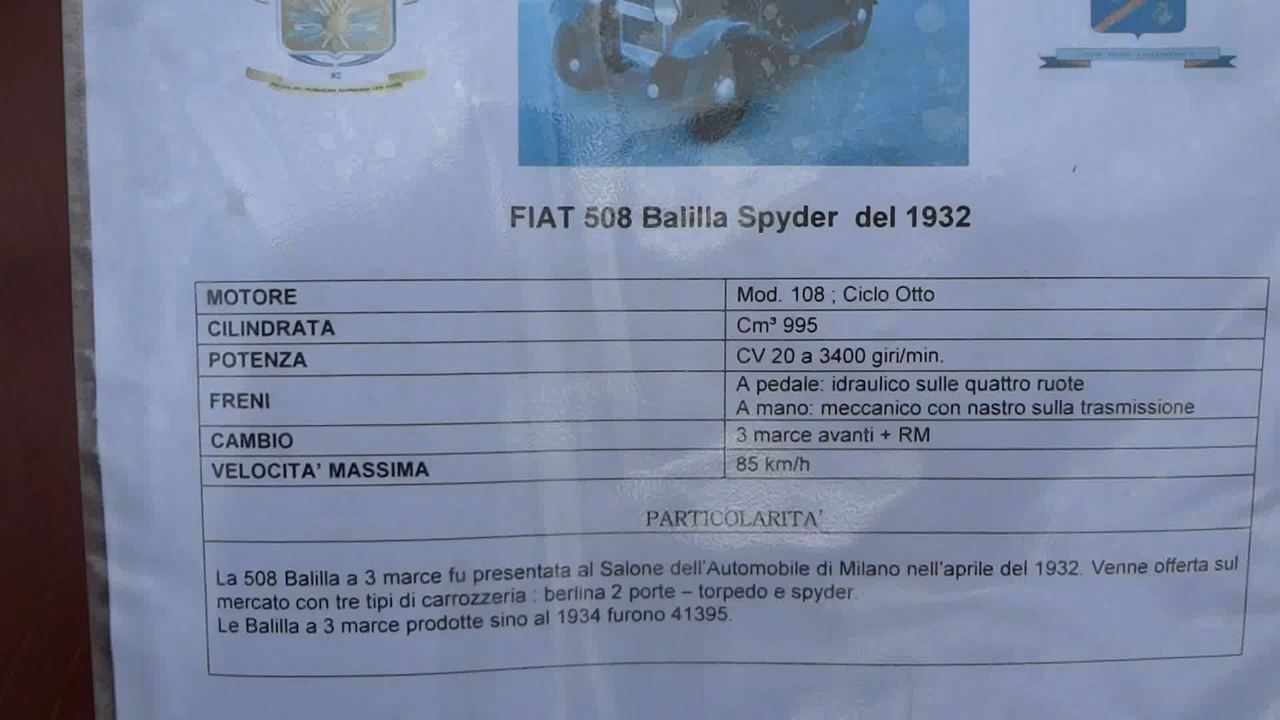 FIAT 508 Balilla Spyder del 1932
MOTORE Mod. 108 ; Ciclo Otto
CILINDRATA Cm³ 995
POTENZA CV 20 a 3400 giri/min.
FRENI A pedale: idraulico sulle quattro ruote
A mano: meccanico con nastro sulla trasmissione
CAMBIO 3 marce avanti + RM
VELOCITA' MASSIMA 85 km/h
PARTICOLARITA'
La 508 Balilla a 3 marce fu presentata al Salone dell'Automobile di Milano nell'aprile del 1932. Venne offerta sul
mercato con tre tipi di carrozzeria : berlina 2 porte – torpedo e spyder.
Le Balilla a 3 marce prodotte sino al 1934 furono 41395.